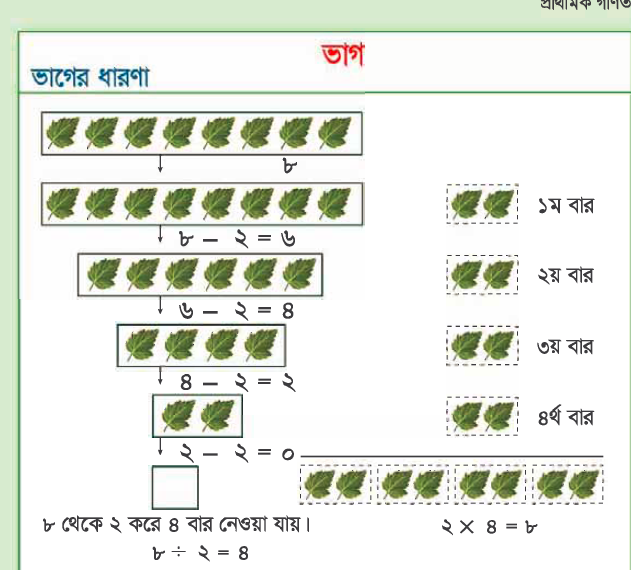 প্রাথমিক গণিত
ভাগ
ভাগের ধারণা
৮
১ম বার
৮ − ২ = ৬
২য় বার
৬ − ২ = ৪
৩য় বার
৪ − ২ = ২
৪র্থ বার
২ − ২ = ০
৮ থেকে ২ করে ৪ বার নেওয়া যায়।
২ × ৪ = ৮
৮ ÷ ২ = ৪